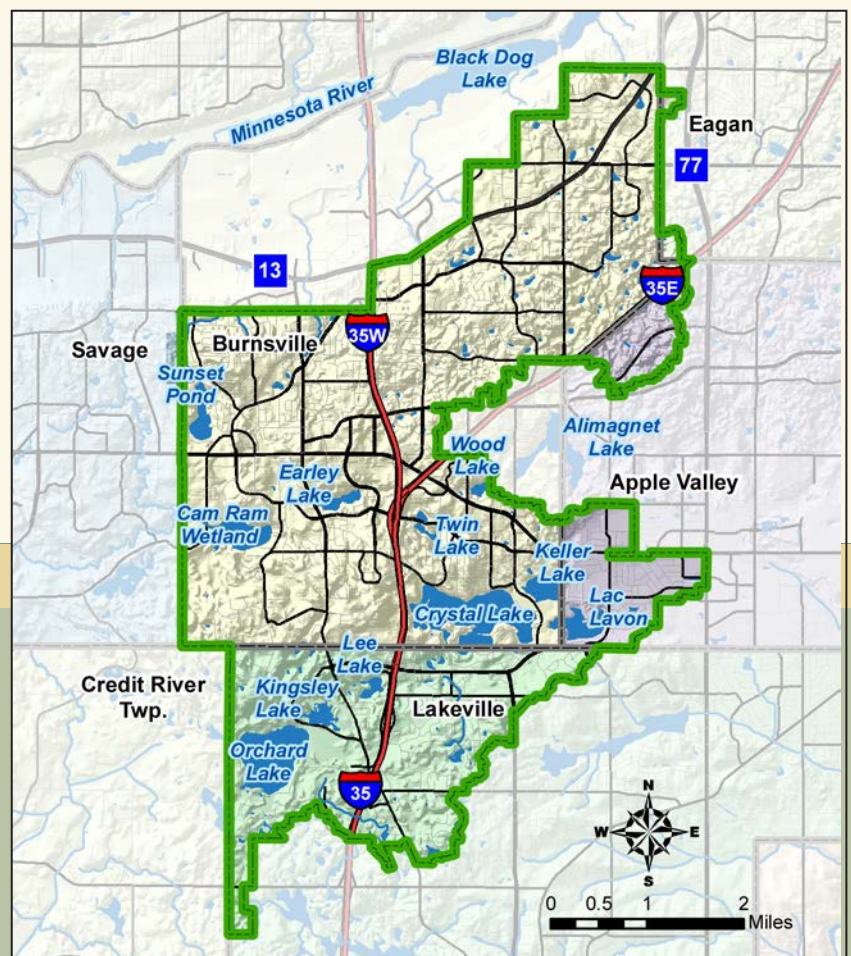 Black Dog
Lake
Minnesota River
Eagan
77
13
35E
35W
Savage
Burnsville
Sunset
Pond
Alimagnet
Lake
Wood
Lake
Earley
Lake
Apple Valley
Cam Ram
Wetland
Twin
Lake
Keller
Lake
Lac
Lavon
Crystal Lake
Lee
Lake
Credit River
Twp.
Kingsley
Lake
Lakeville
Orchard
Lake
35
N
W E
S
0 0.5 1 2
Miles